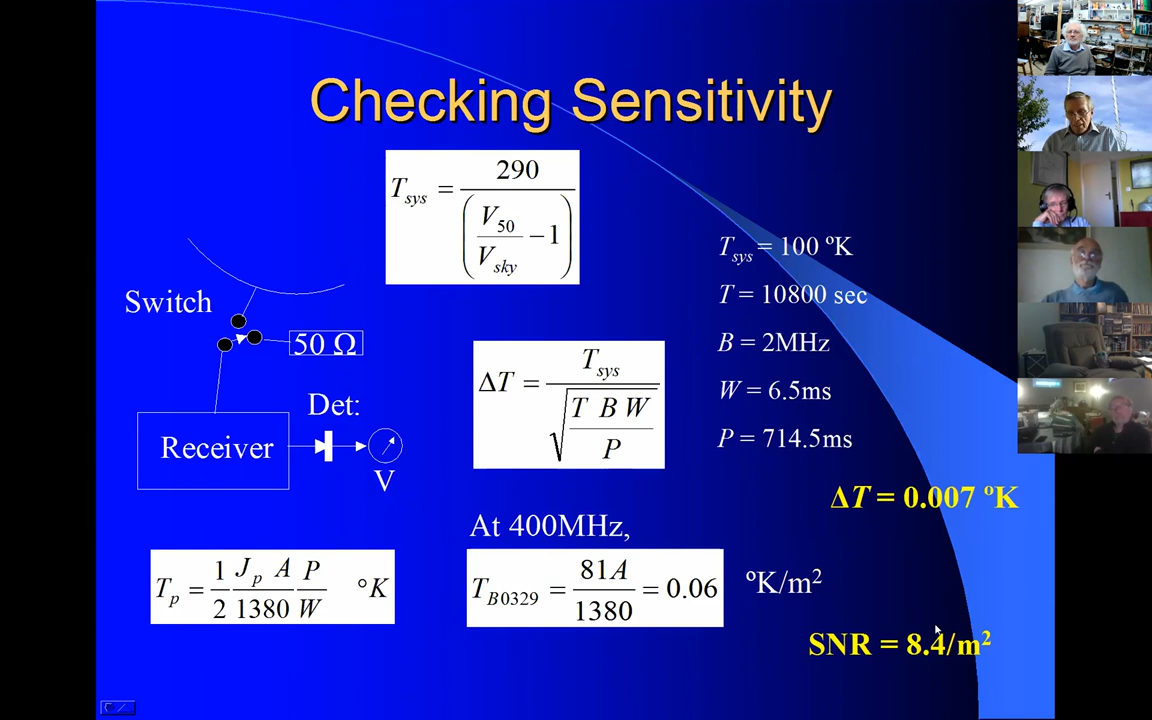 Checking Sensitivity
T_sys = 290 / (V_50 / V_sky − 1)
T_sys = 100 ºK
T = 10800 sec
B = 2MHz
W = 6.5ms
P = 714.5ms
Switch
50 Ω
Det:
Receiver
V
ΔT = T_sys / √(T B W / P)
ΔT = 0.007 ºK
At 400MHz,
T_p = 1/2 J_p A / 1380 P / W °K
T_B0329 = 81A / 1380 = 0.06 ºK/m²
SNR = 8.4/m²